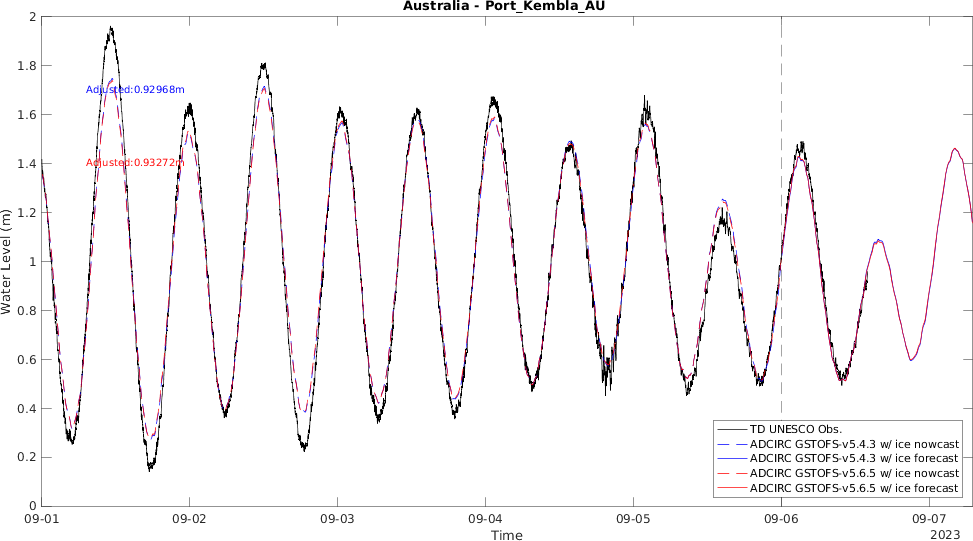 Australia - Port_Kembla_AU
2
1.8
1.6
1.4
1.2
1
0.8
0.6
0.4
0.2
0
Water Level (m)
Adjusted:0.92968m
Adjusted:0.93272m
TD UNESCO Obs.
ADCIRC GSTOFS-v5.4.3 w/ ice nowcast
ADCIRC GSTOFS-v5.4.3 w/ ice forecast
ADCIRC GSTOFS-v5.6.5 w/ ice nowcast
ADCIRC GSTOFS-v5.6.5 w/ ice forecast
09-01 09-02 09-03 09-04 09-05 09-06 09-07
Time
2023